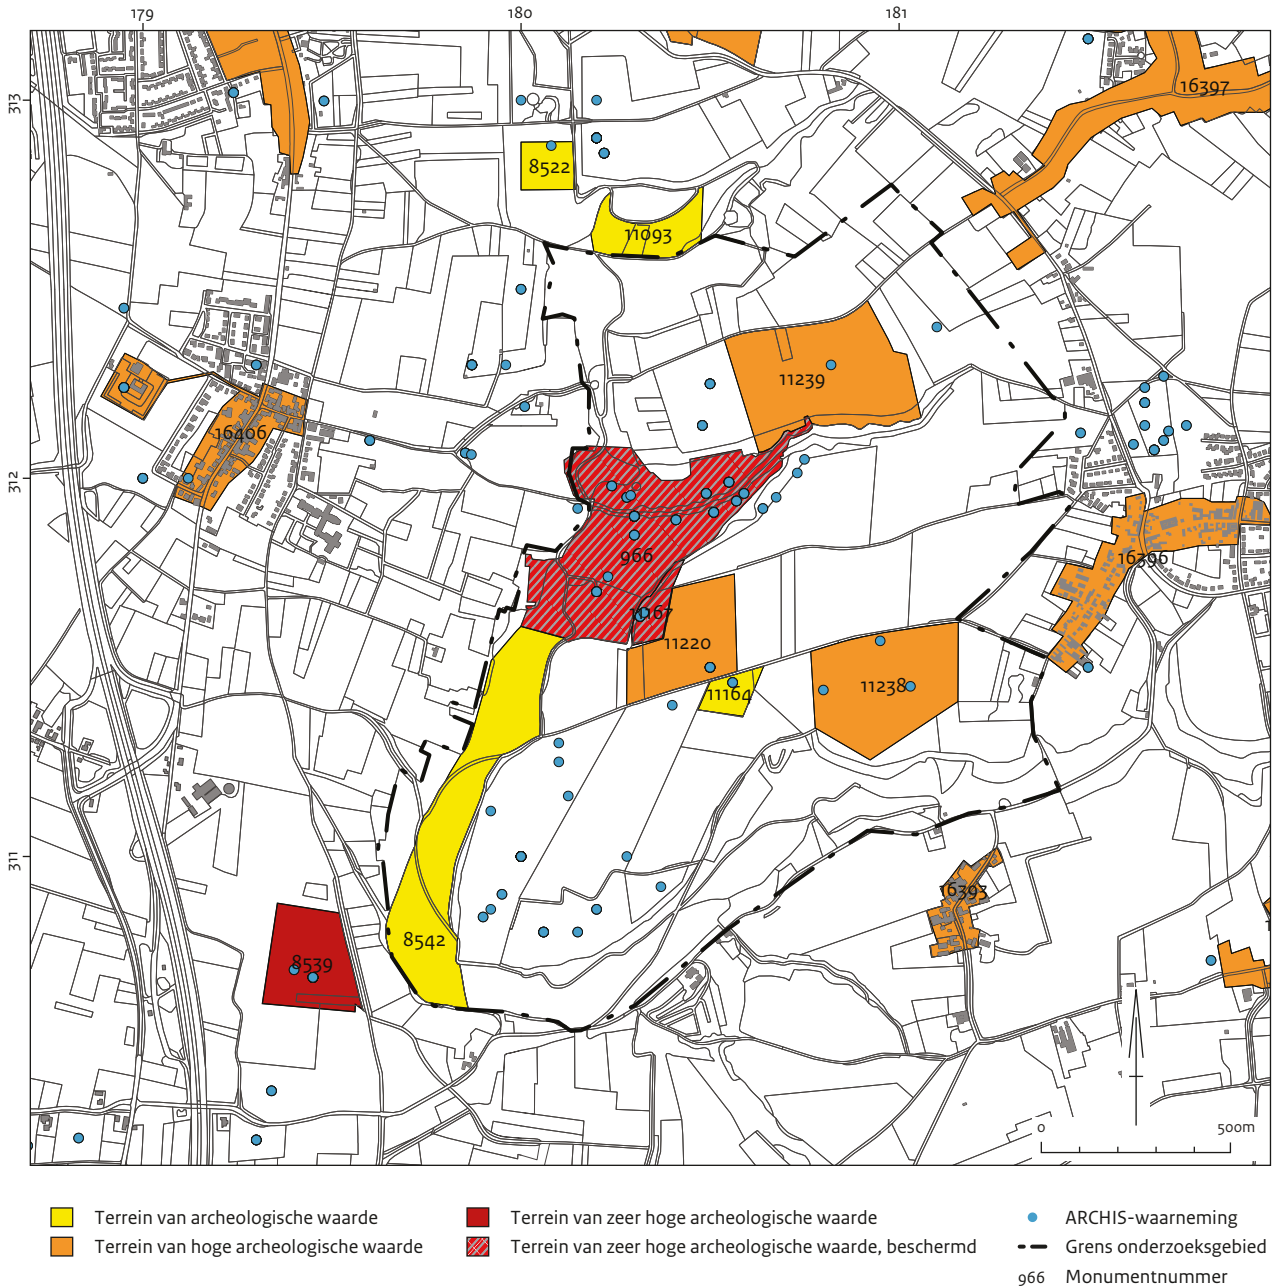 179 180 181
313
312
311
16397
8522
11093
11239
16406
966
16396
11167
11220
11238
11164
16393
8542
8539
1
0 500m
Terrein van archeologische waarde
Terrein van hoge archeologische waarde
Terrein van zeer hoge archeologische waarde
Terrein van zeer hoge archeologische waarde, beschermd
ARCHIS-waarneming
Grens onderzoeksgebied
966 Monumentnummer